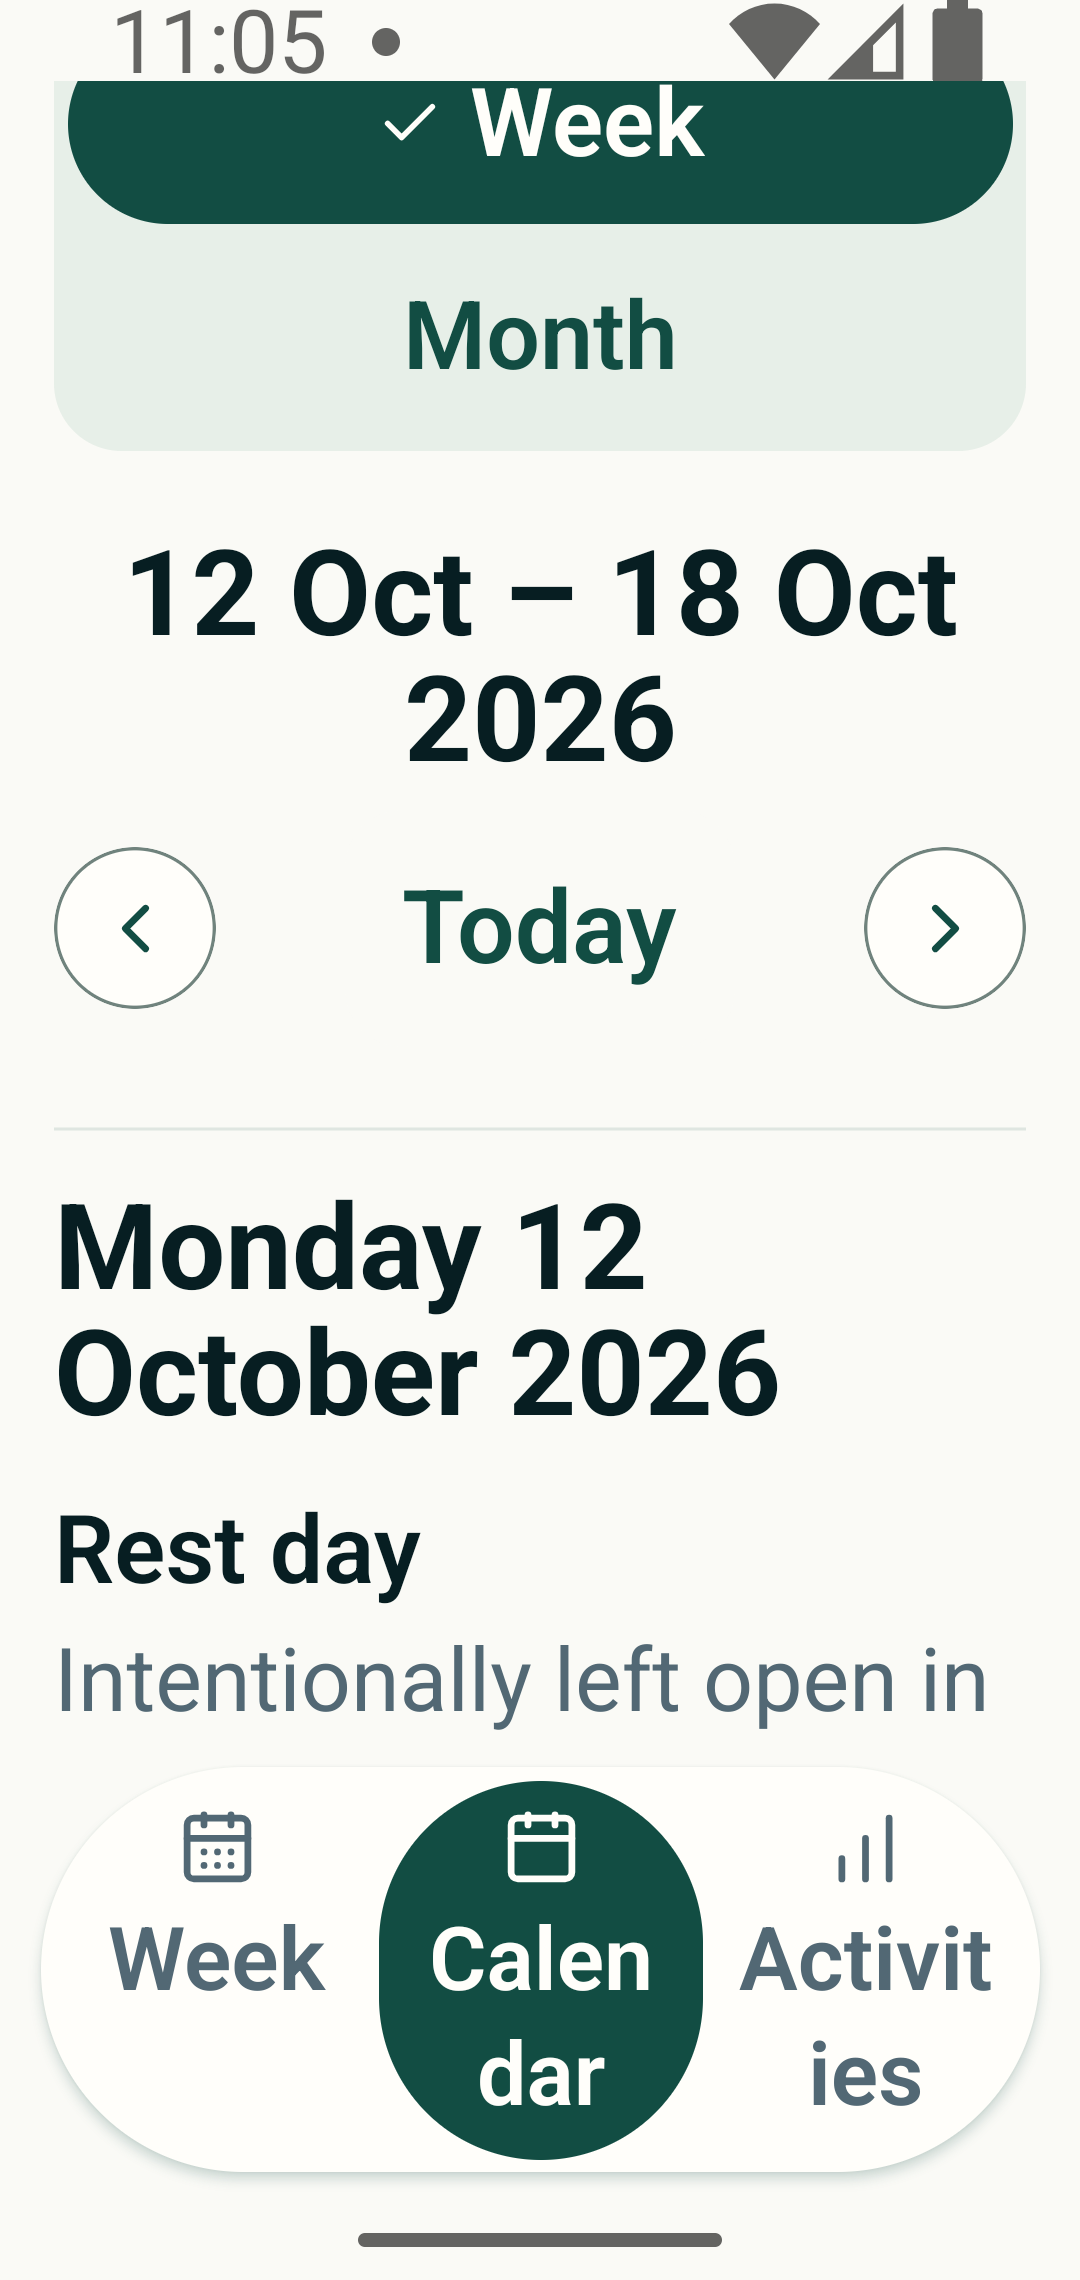 11:05
Week
Month
12 Oct – 18 Oct
2026
Today
Monday 12
October 2026
Rest day
Intentionally left open in
Week
Calen
dar
Activit
ies